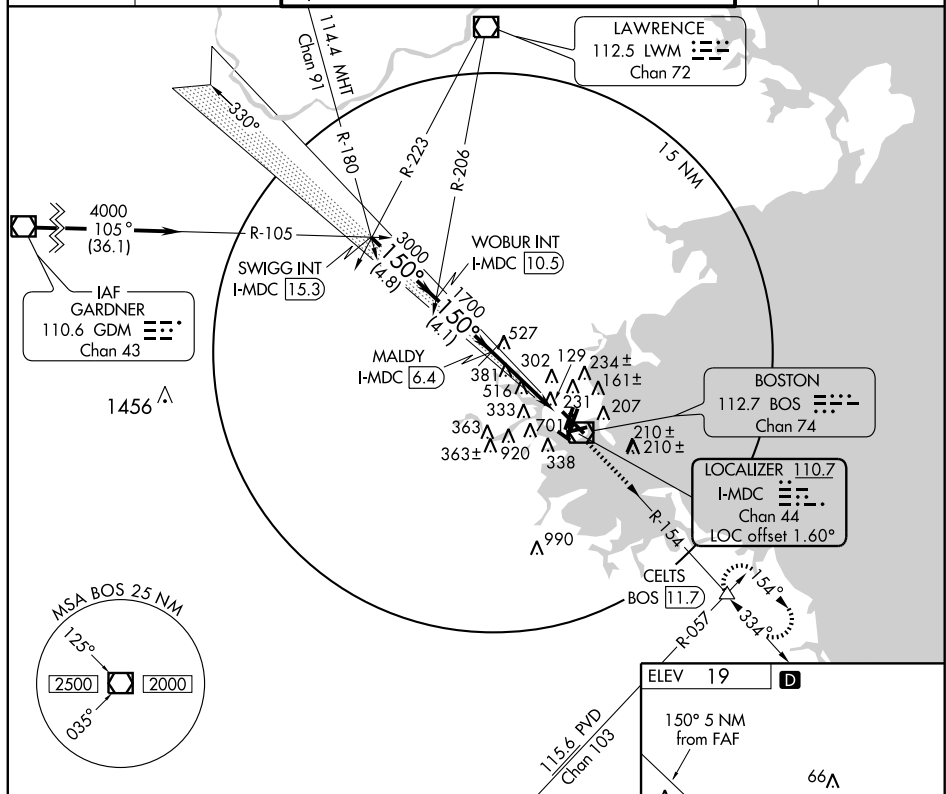 LAWRENCE
112.5 LWM
Chan 72
114.4 MHT
Chan 91
R-180
R-223
R-206
330°
15 NM
4000
105°
(36.1)
R-105
3000
150°
(4.8)
SWIGG INT
I-MDC 15.3
WOBUR INT
I-MDC 10.5
1700
150°
(4.1)
IAF
GARDNER
110.6 GDM
Chan 43
MALDY
I-MDC 6.4
527
302
129
234±
381
516
161±
231
333
207
701
363
363±
920
338
210±
210±
1456
BOSTON
112.7 BOS
Chan 74
LOCALIZER 110.7
I-MDC
Chan 44
LOC offset 1.60°
R-154
990
CELTS
BOS 11.7
154°
334°
R-057
115.6 PVD
Chan 103
MSA BOS 25 NM
125°
2500
2000
035°
ELEV 19
D
150° 5 NM
from FAF
66